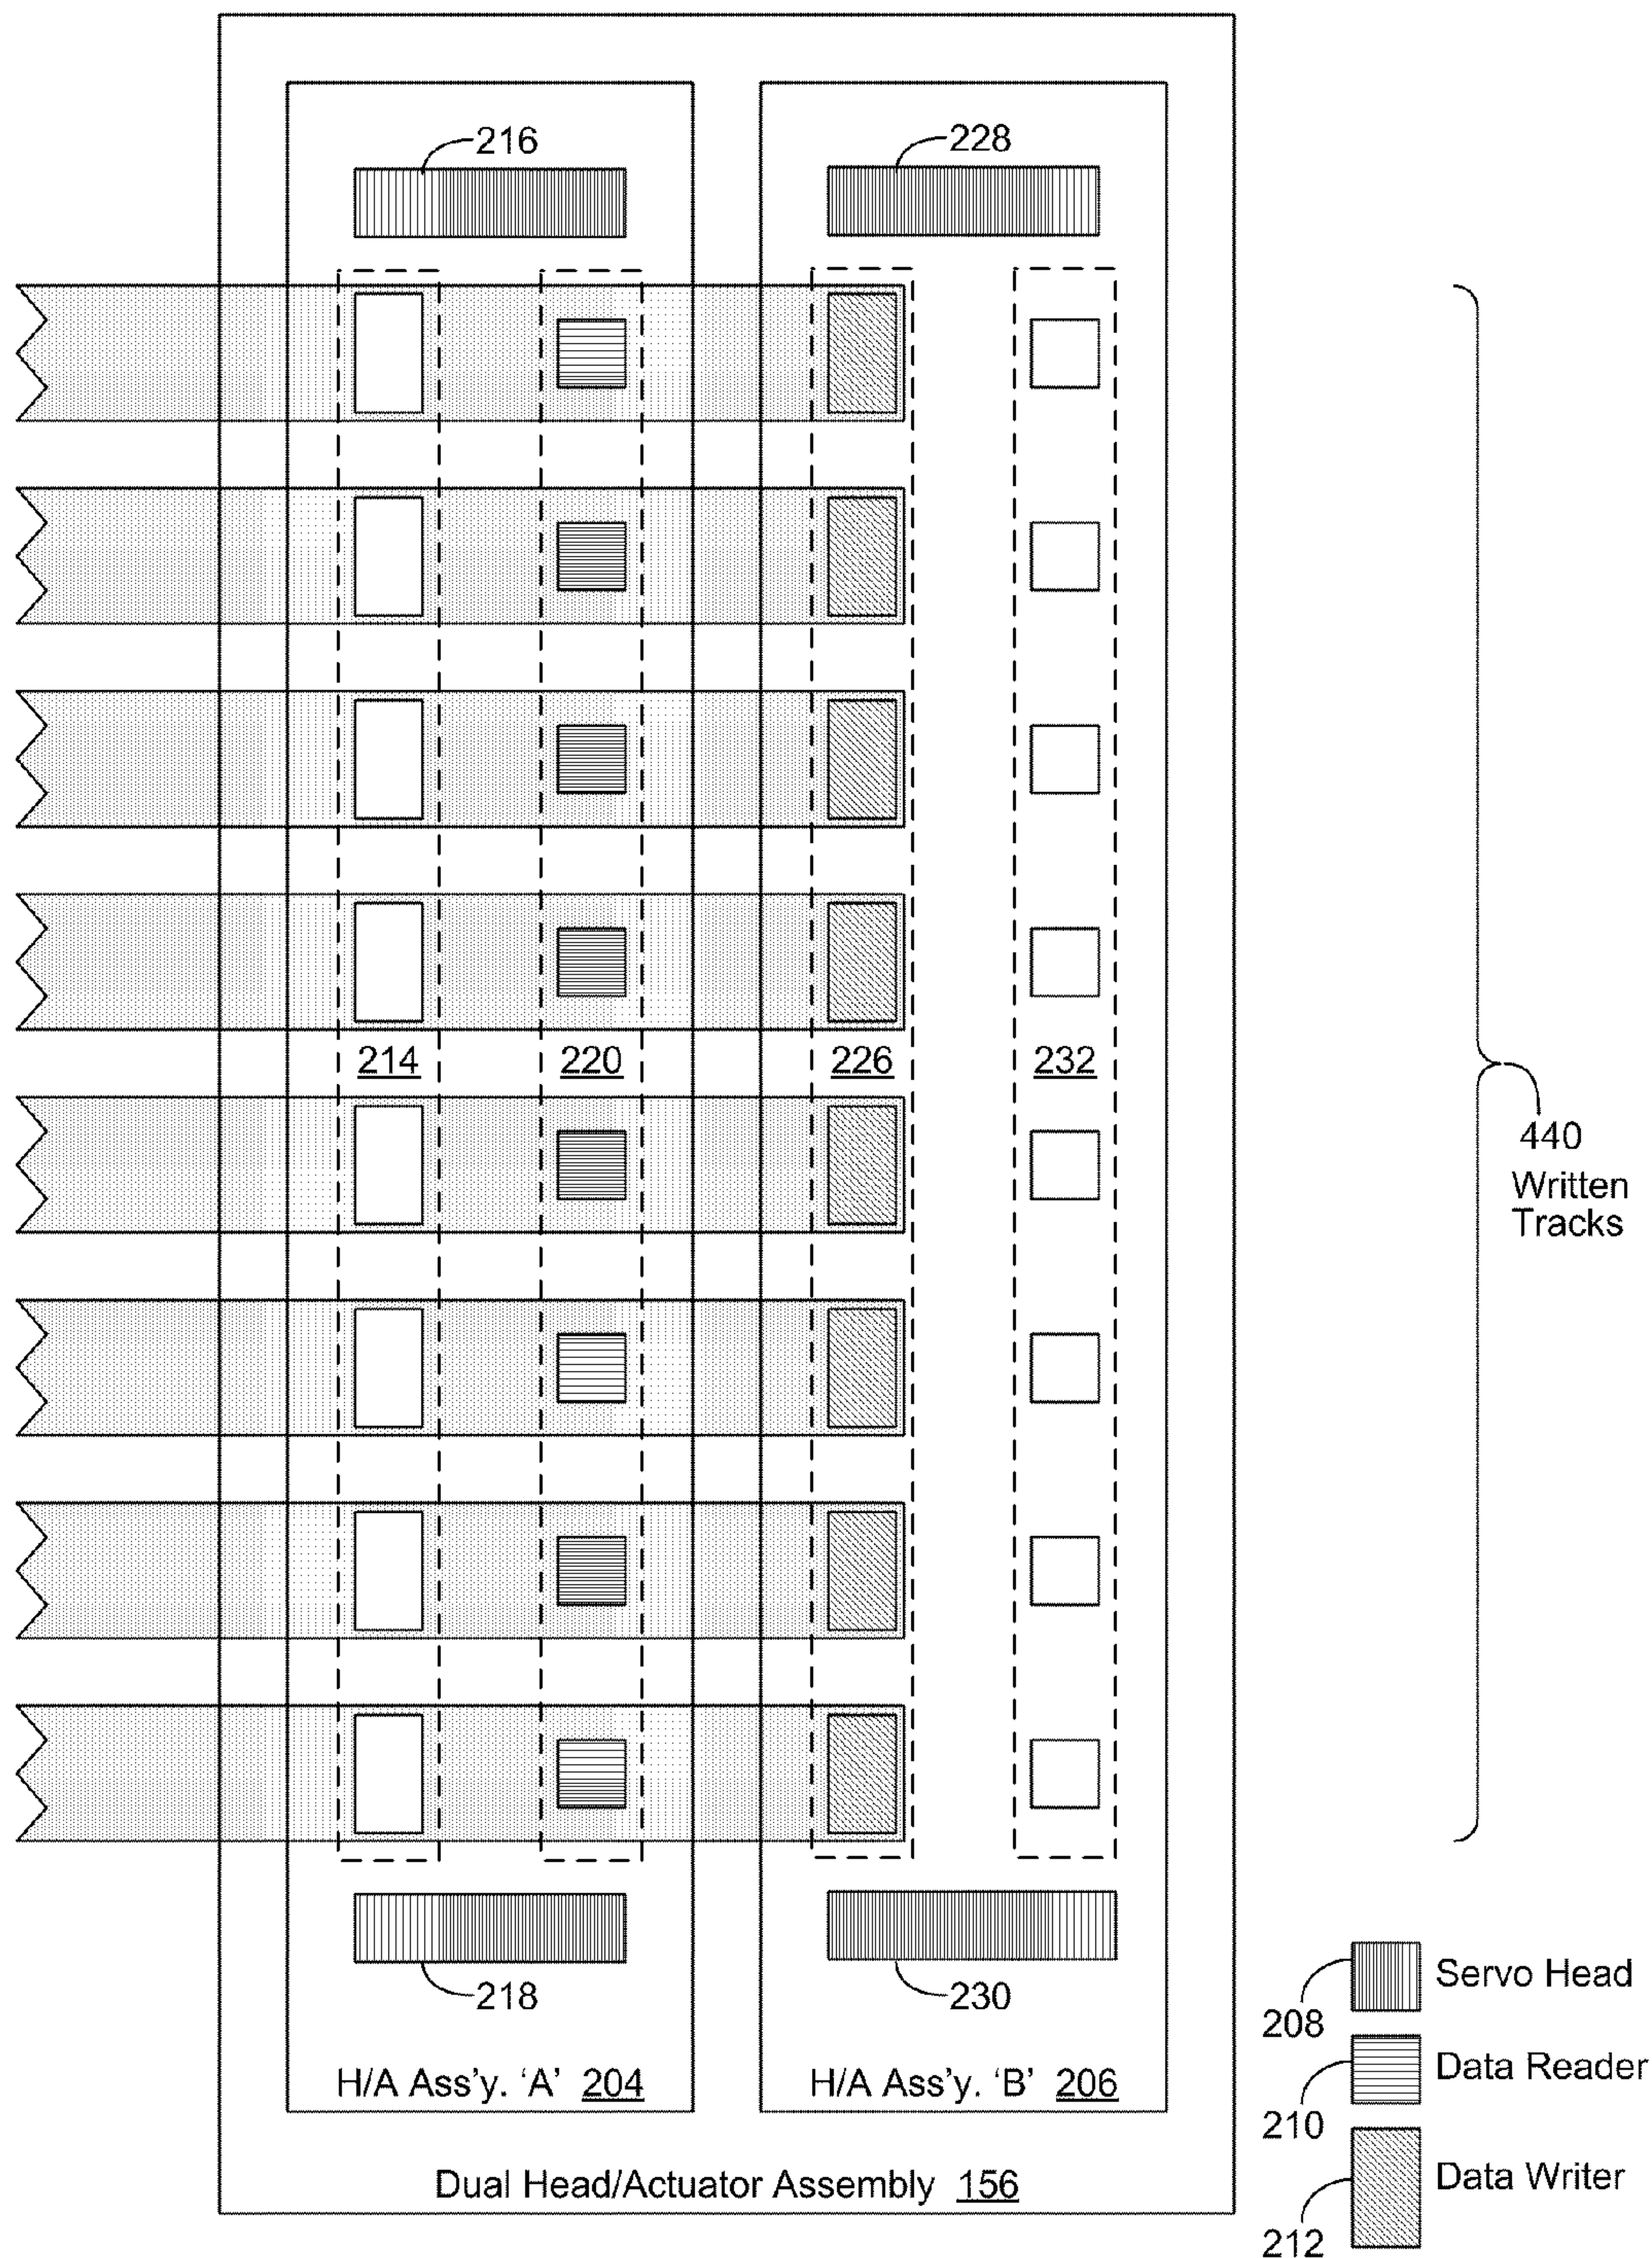 216
228
214
220
226
232
440
Written
Tracks
218
230
Servo Head
208
Data Reader
210
Data Writer
212
H/A Ass'y. ‘A’ 204
H/A Ass'y. ‘B’ 206
Dual Head/Actuator Assembly 156